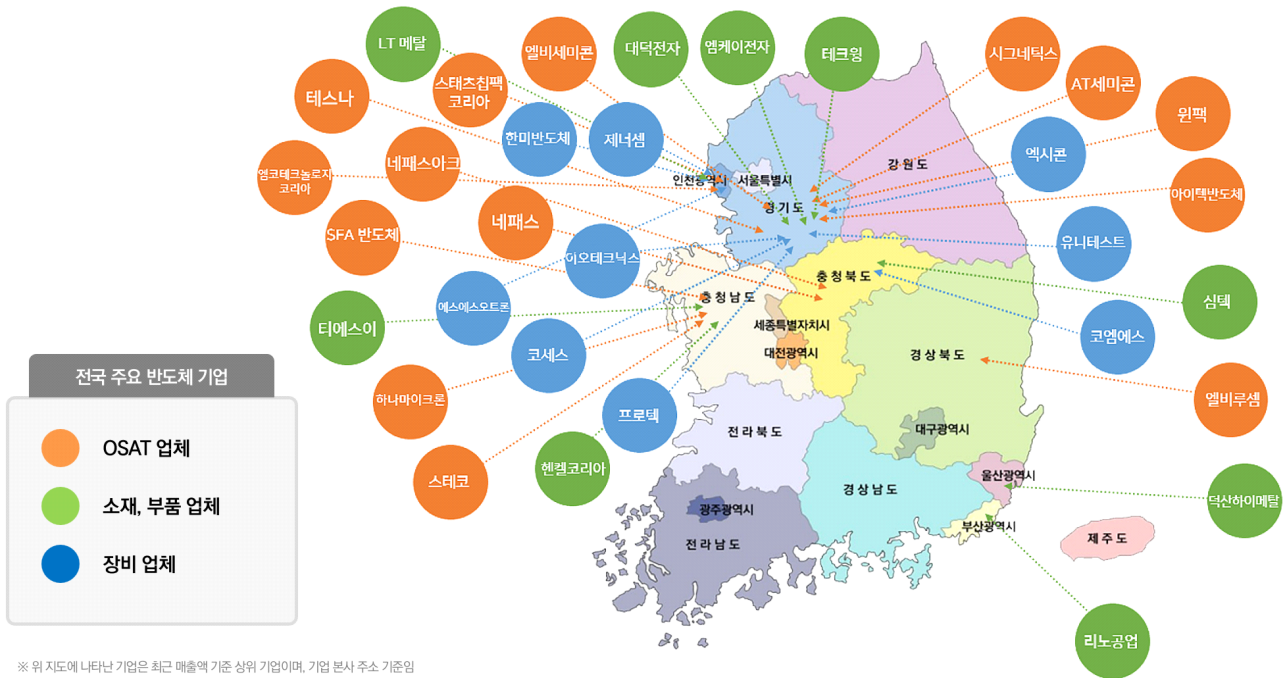 LT 메탈
엘비세미콘
대덕전자
엠케이전자
테크윙
시그네틱스
AT세미콘
윈팩
테스나
스태츠칩팩
코리아
한미반도체
제너셈
엑시콘
앰코테크놀로지
코리아
네패스아크
네패스
아이텍반도체
SFA 반도체
이오테크닉스
유니테스트
에스에스오트론
티에스이
코세스
심텍
코엠에스
하나마이크론
프로텍
엘비루셈
스테코
헨켈코리아
덕산하이메탈
리노공업
강원도
인천광역시
서울특별시
경기도
충청북도
충청남도
세종특별자치시
대전광역시
경상북도
대구광역시
전라북도
울산광역시
경상남도
부산광역시
광주광역시
전라남도
제주도
전국 주요 반도체 기업
OSAT 업체
소재, 부품 업체
장비 업체
※ 위 지도에 나타난 기업은 최근 매출액 기준 상위 기업이며, 기업 본사 주소 기준임